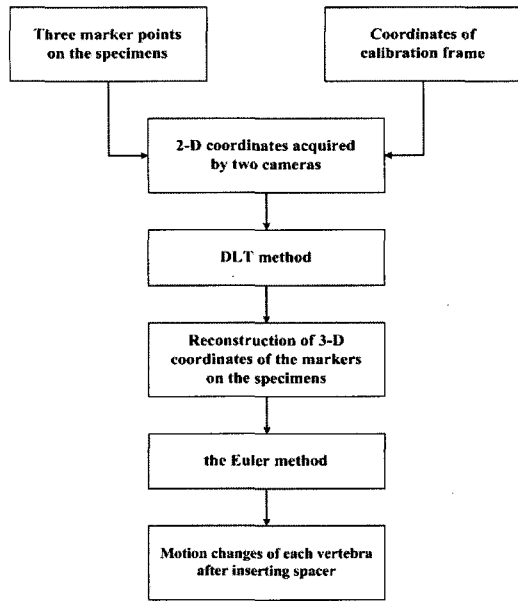 Three marker points
on the specimens
Coordinates of
calibration frame
2-D coordinates acquired
by two cameras
DLT method
Reconstruction of 3-D
coordinates of the markers
on the specimens
the Euler method
Motion changes of each vertebra
after inserting spacer